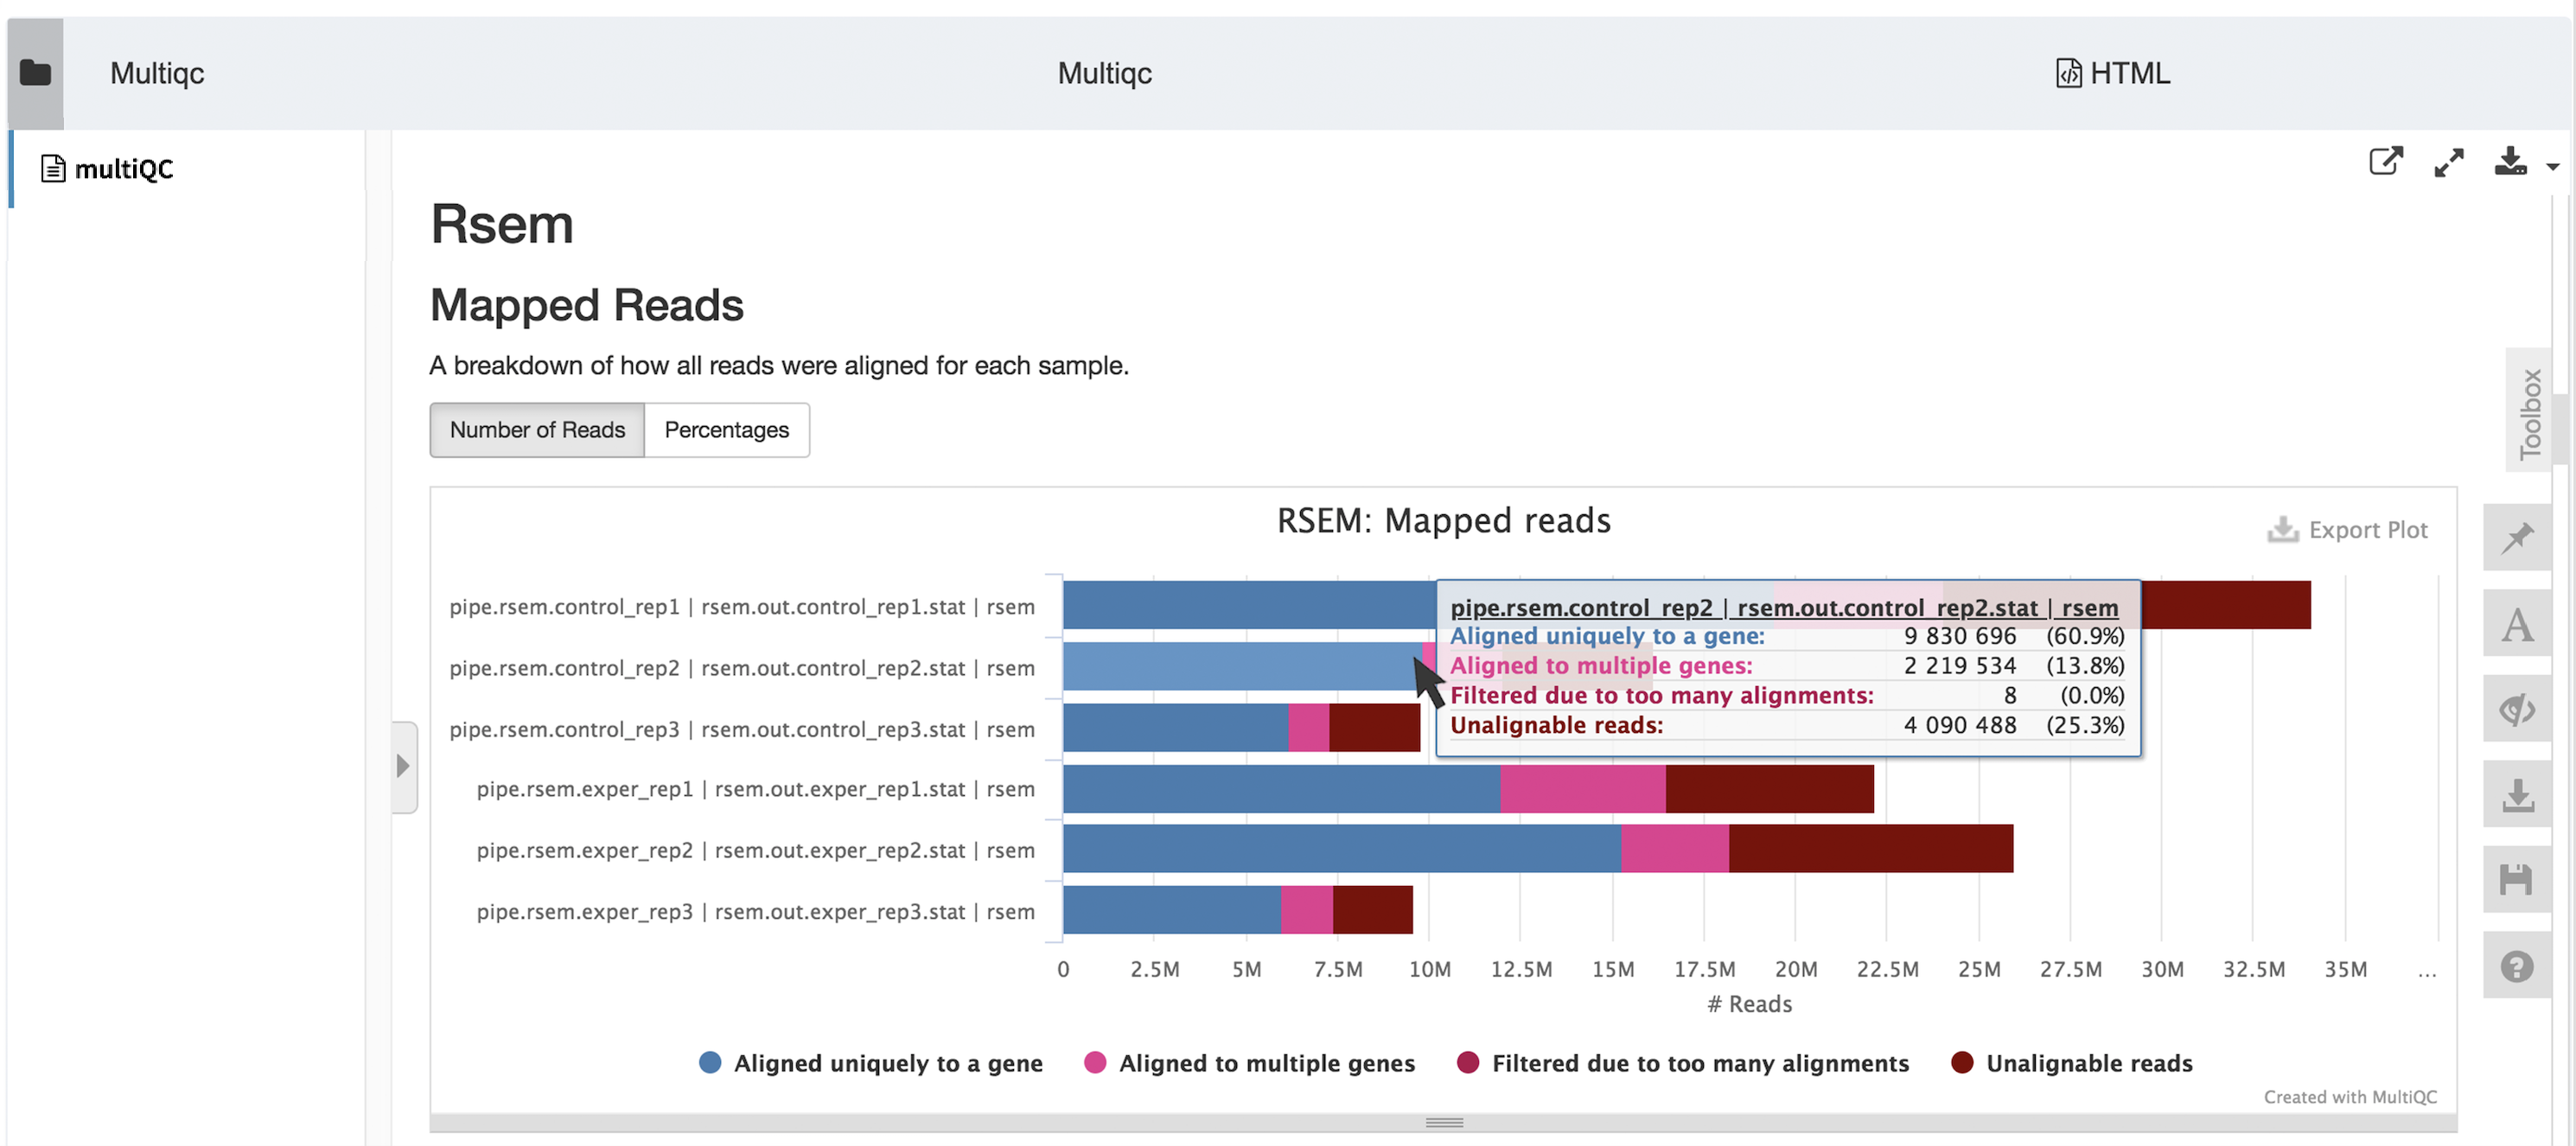 Multiqc Multiqc HTML
multiQC
Rsem
Mapped Reads
A breakdown of how all reads were aligned for each sample.
Number of Reads Percentages
Toolbox
RSEM: Mapped reads
Export Plot
pipe.rsem.control_rep1 | rsem.out.control_rep1.stat | rsem
pipe.rsem.control_rep2 | rsem.out.control_rep2.stat | rsem
pipe.rsem.control_rep3 | rsem.out.control_rep3.stat | rsem
pipe.rsem.exper_rep1 | rsem.out.exper_rep1.stat | rsem
pipe.rsem.exper_rep2 | rsem.out.exper_rep2.stat | rsem
pipe.rsem.exper_rep3 | rsem.out.exper_rep3.stat | rsem
pipe.rsem.control_rep2 | rsem.out.control_rep2.stat | rsem
Aligned uniquely to a gene: 9 830 696 (60.9%)
Aligned to multiple genes: 2 219 534 (13.8%)
Filtered due to too many alignments: 8 (0.0%)
Unalignable reads: 4 090 488 (25.3%)
0 2.5M 5M 7.5M 10M 12.5M 15M 17.5M 20M 22.5M 25M 27.5M 30M 32.5M 35M ...
# Reads
Aligned uniquely to a gene Aligned to multiple genes Filtered due to too many alignments Unalignable reads
Created with MultiQC